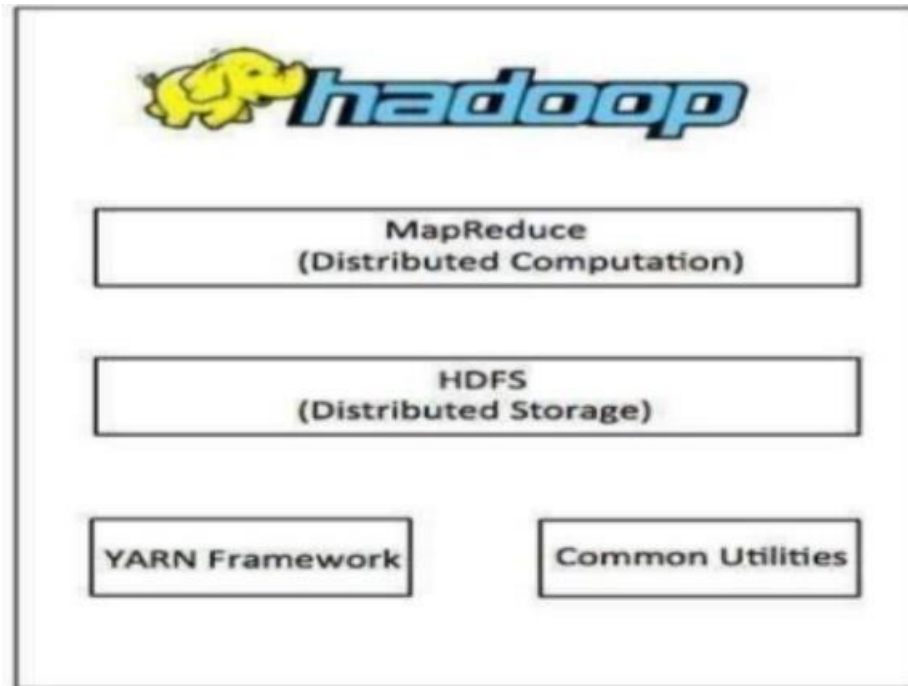 hadoop
MapReduce
(Distributed Computation)
HDFS
(Distributed Storage)
YARN Framework
Common Utilities